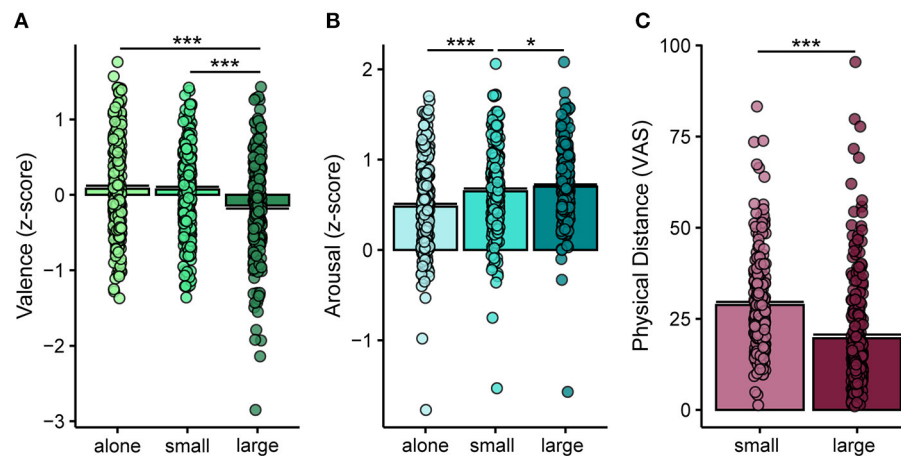 A
B
C
***
***
***
*
***
Valence (z-score)
1
0
−1
−2
−3
alone small large
Arousal (z-score)
2
1
0
−1
alone small large
Physical Distance (VAS)
100
75
50
25
0
small large